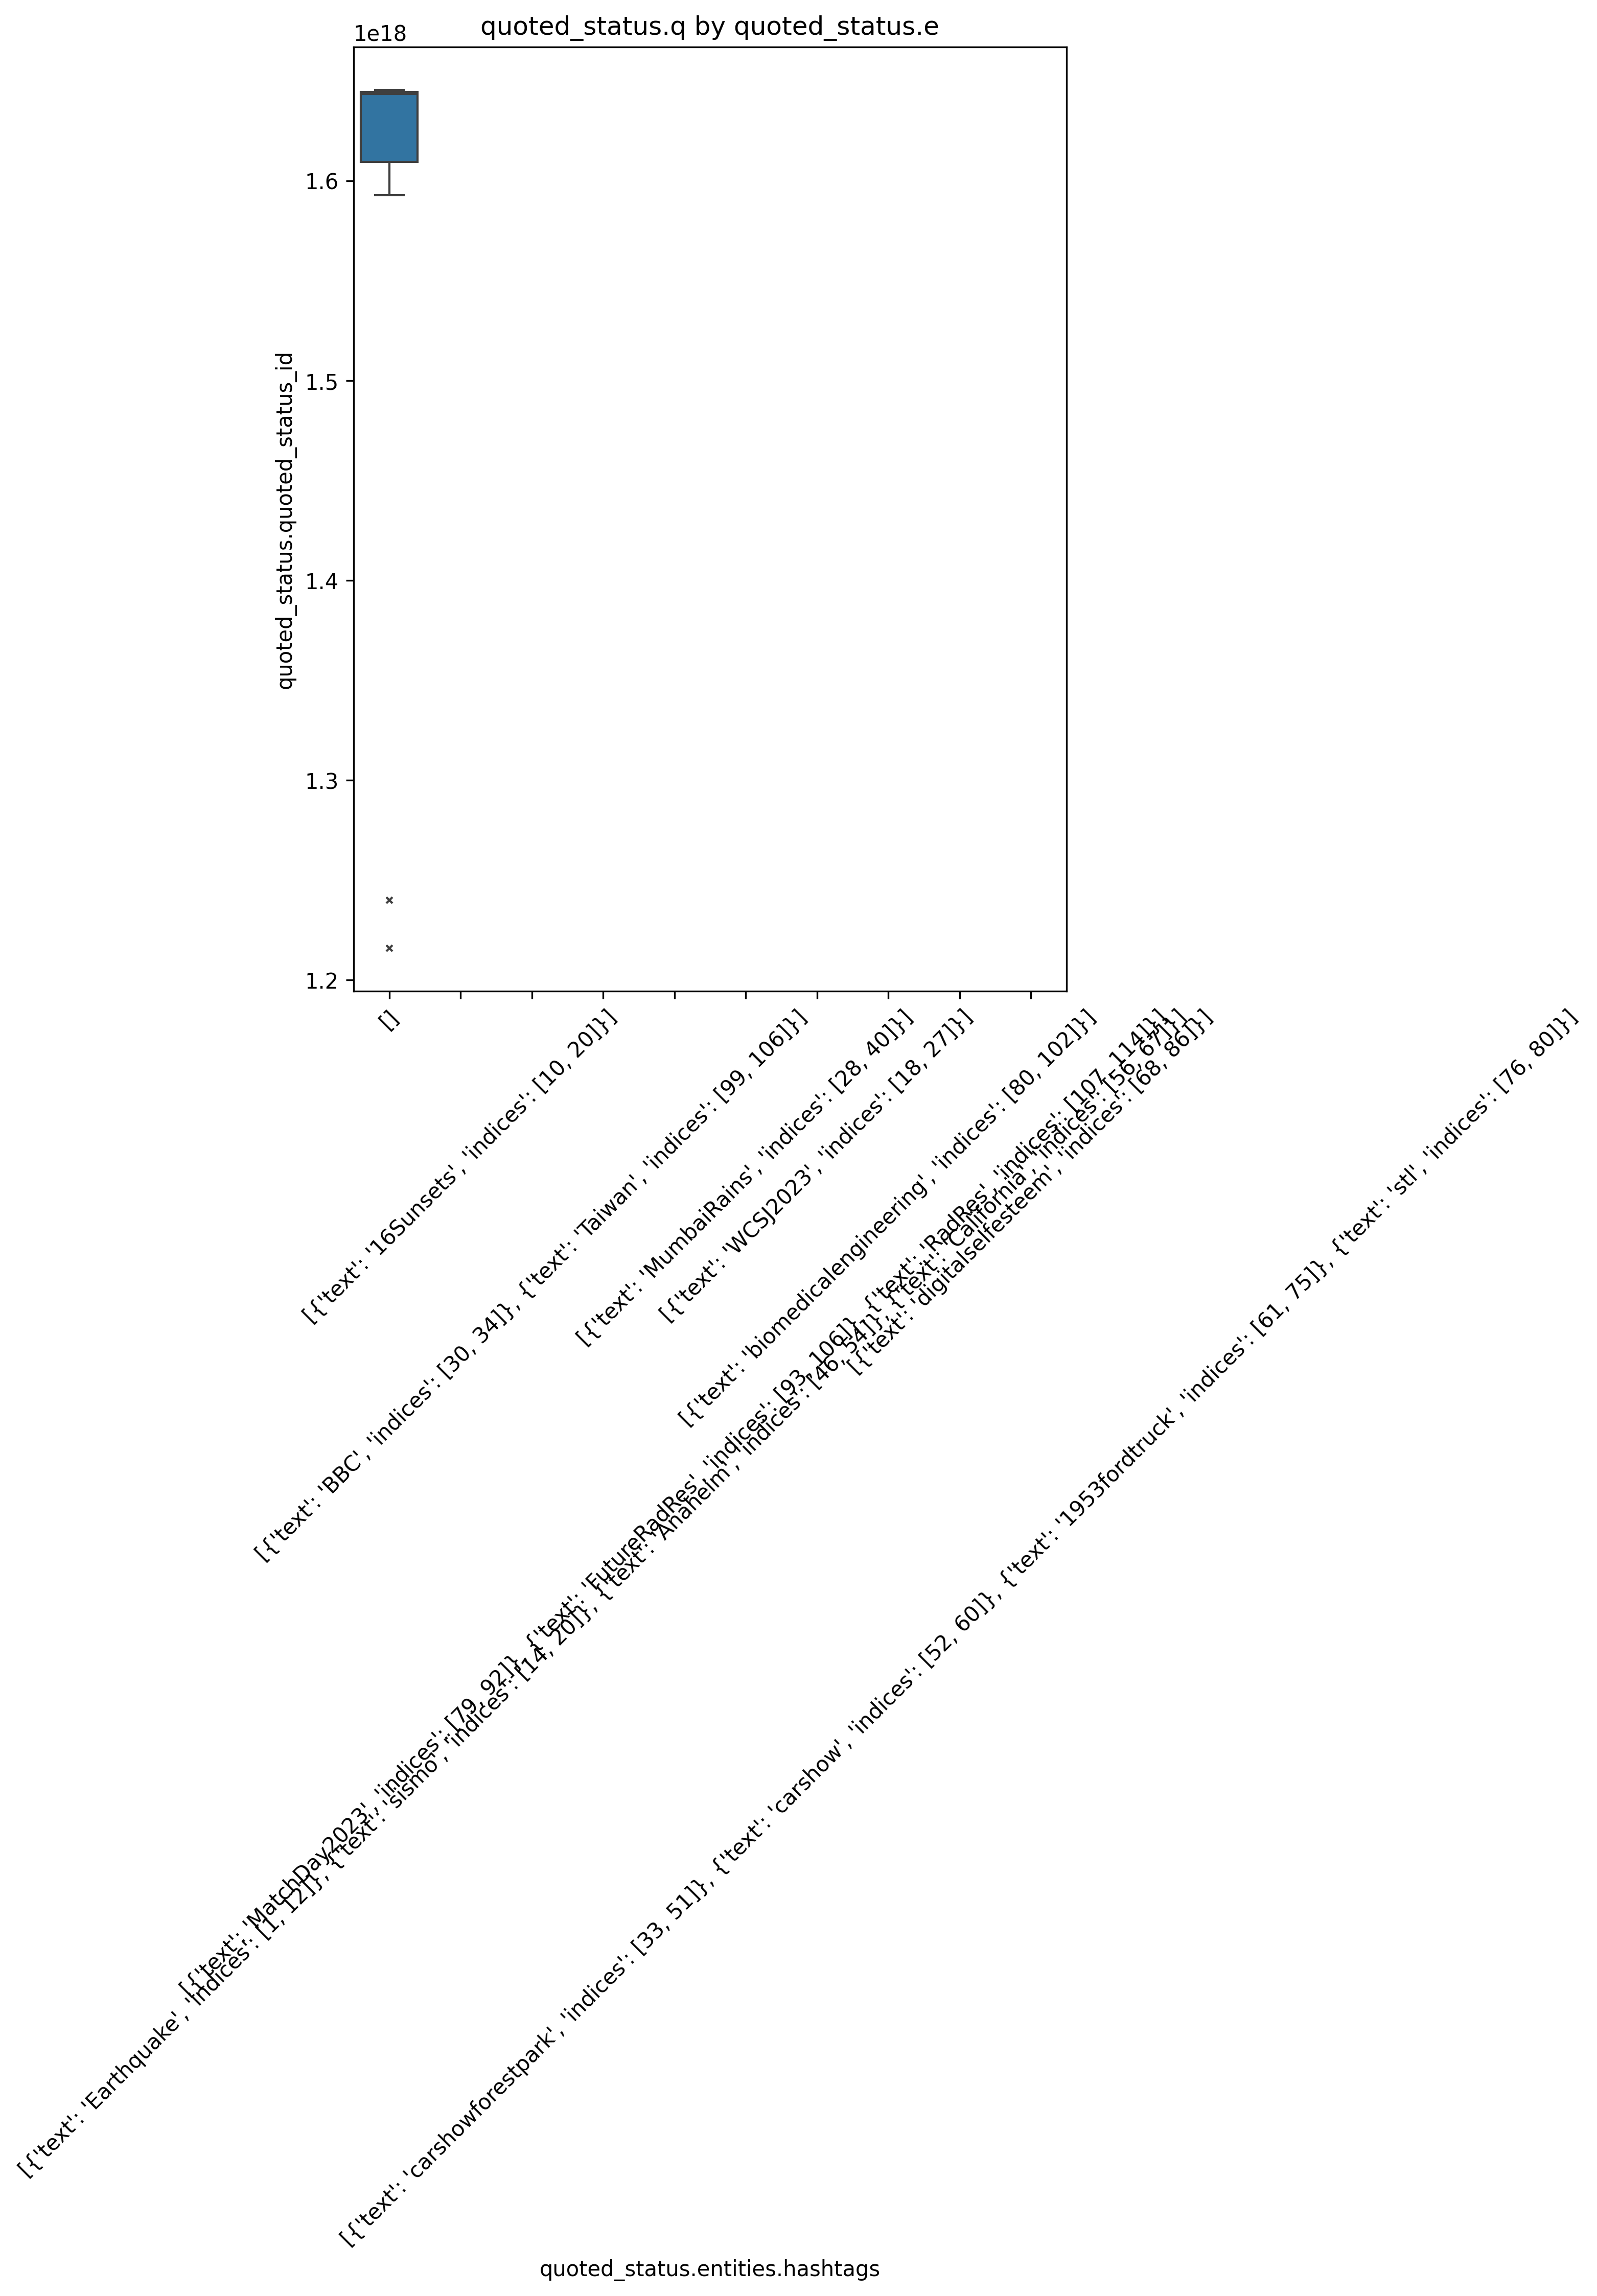 quoted_status.q by quoted_status.e
1e18
1.6
1.5
1.4
1.3
1.2
quoted_status.quoted_status_id
[]
[{'text': '16Sunsets', 'indices': [10, 20]}]
[{'text': 'BBC', 'indices': [30, 34]}, {'text': 'Taiwan', 'indices': [99, 106]}]
[{'text': 'Earthquake', 'indices': [1, 12]}, {'text': 'sismo', 'indices': [14, 20]}, {'text': 'Anaheim', 'indices': [46, 54]}, {'text': 'California', 'indices': [56, 67]}]
[{'text': 'MatchDay2023', 'indices': [79, 92]}, {'text': 'FutureRadRes', 'indices': [93, 106]}, {'text': 'RadRes', 'indices': [107, 114]}]
[{'text': 'MumbaiRains', 'indices': [28, 40]}]
[{'text': 'WCSJ2023', 'indices': [18, 27]}]
[{'text': 'biomedicalengineering', 'indices': [80, 102]}]
[{'text': 'carshowforestpark', 'indices': [33, 51]}, {'text': 'carshow', 'indices': [52, 60]}, {'text': '1953fordtruck', 'indices': [61, 75]}, {'text': 'stl', 'indices': [76, 80]}]
[{'text': 'digitalselfesteem', 'indices': [68, 86]}]
quoted_status.entities.hashtags